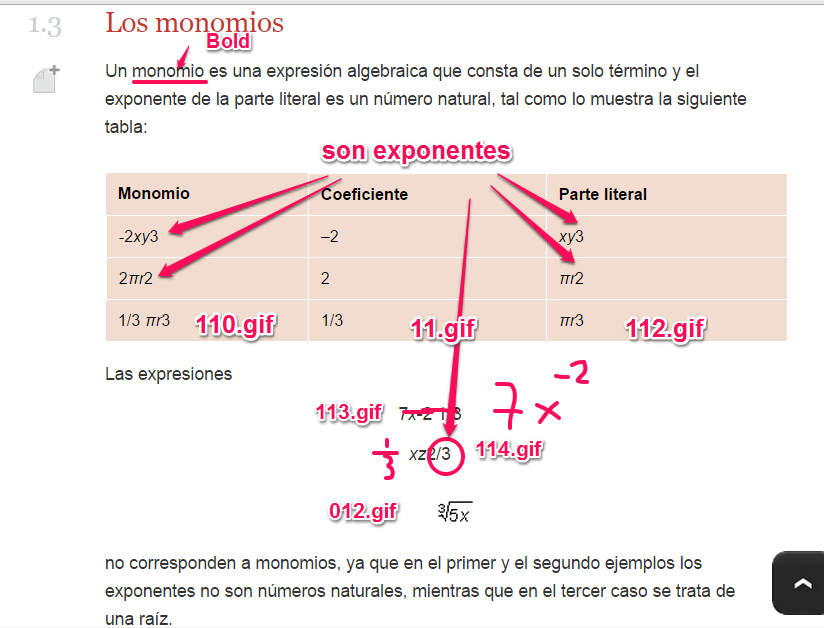 1.3 Los monomios
Bold
Un monomio es una expresión algebraica que consta de un solo término y el
exponente de la parte literal es un número natural, tal como lo muestra la siguiente
tabla:
son exponentes
Monomio Coeficiente Parte literal
-2xy3 –2 xy3
2πr2 2 πr2
1/3 πr3 110.gif 1/3 11.gif πr3 112.gif
Las expresiones
7x^-2
113.gif 7x-2 1/3
1/3 xz2/3 114.gif
012.gif ∛5x
no corresponden a monomios, ya que en el primer y el segundo ejemplos los
exponentes no son números naturales, mientras que en el tercer caso se trata de
una raíz.